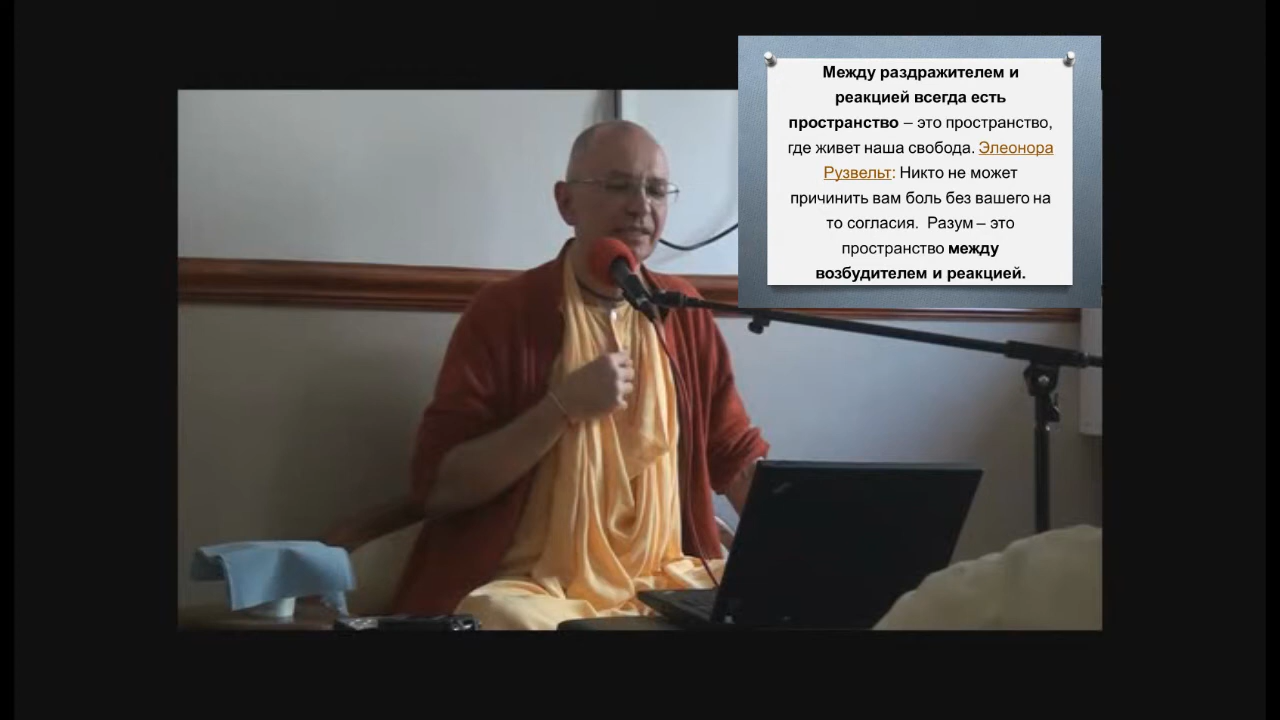 Между раздражителем и
реакцией всегда есть
пространство – это пространство,
где живет наша свобода. Элеонора
Рузвельт: Никто не может
причинить вам боль без вашего на
то согласия. Разум – это
пространство между
возбудителем и реакцией.